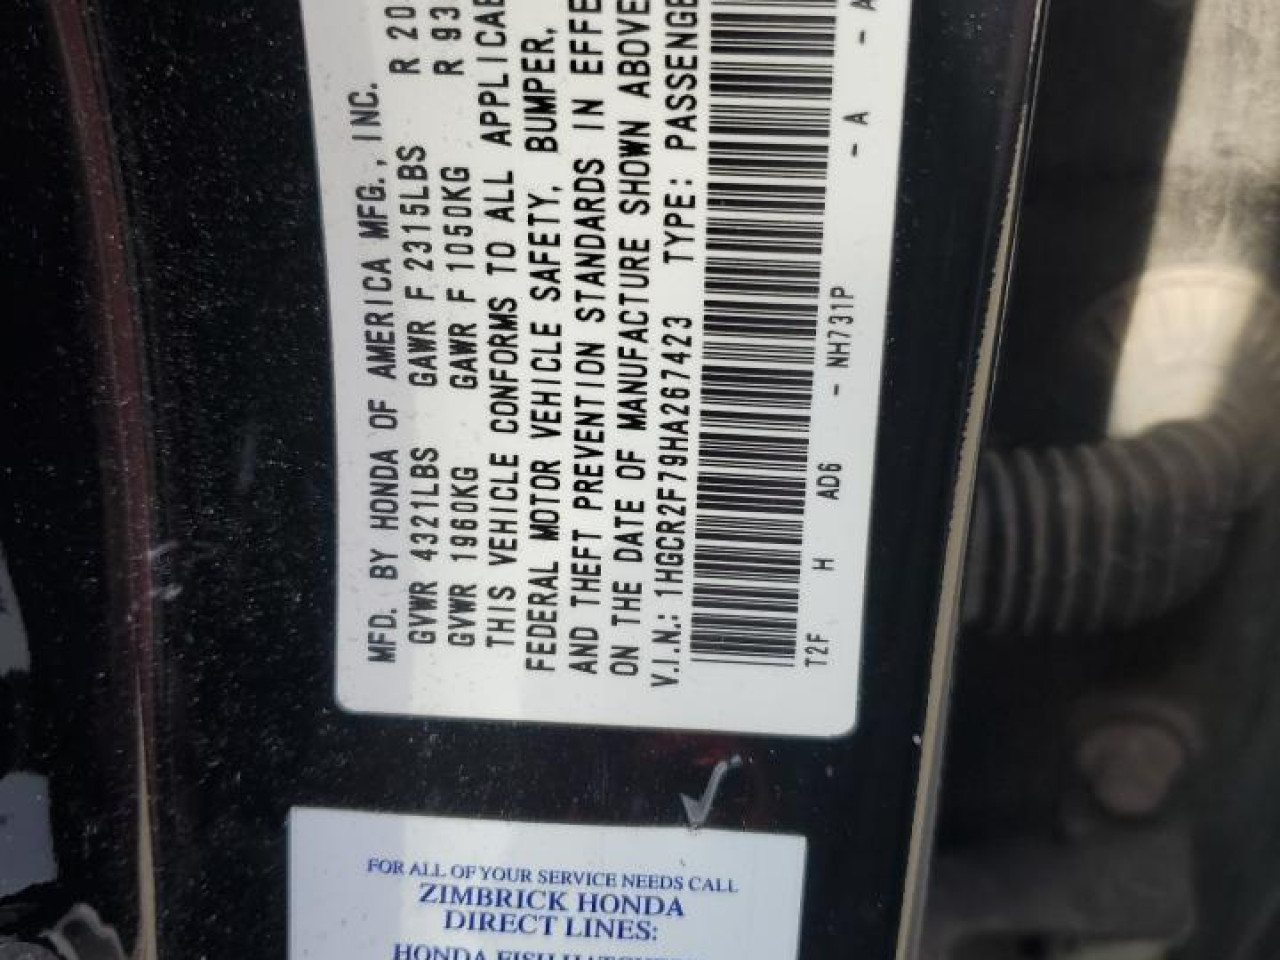 MFD. BY HONDA OF AMERICA MFG., INC.
GVWR 4321LBS GAWR F 2315LBS R 20
GVWR 1960KG GAWR F 1050KG R 93
THIS VEHICLE CONFORMS TO ALL APPLICAB
FEDERAL MOTOR VEHICLE SAFETY, BUMPER,
AND THEFT PREVENTION STANDARDS IN EFFE
ON THE DATE OF MANUFACTURE SHOWN ABOVE
V.I.N.: 1HGCR2F79HA267423 TYPE: PASSENGE
T2F H AD6 - NH731P - A - A
FOR ALL OF YOUR SERVICE NEEDS CALL
ZIMBRICK HONDA
DIRECT LINES:
HONDA FISH HATCHERY